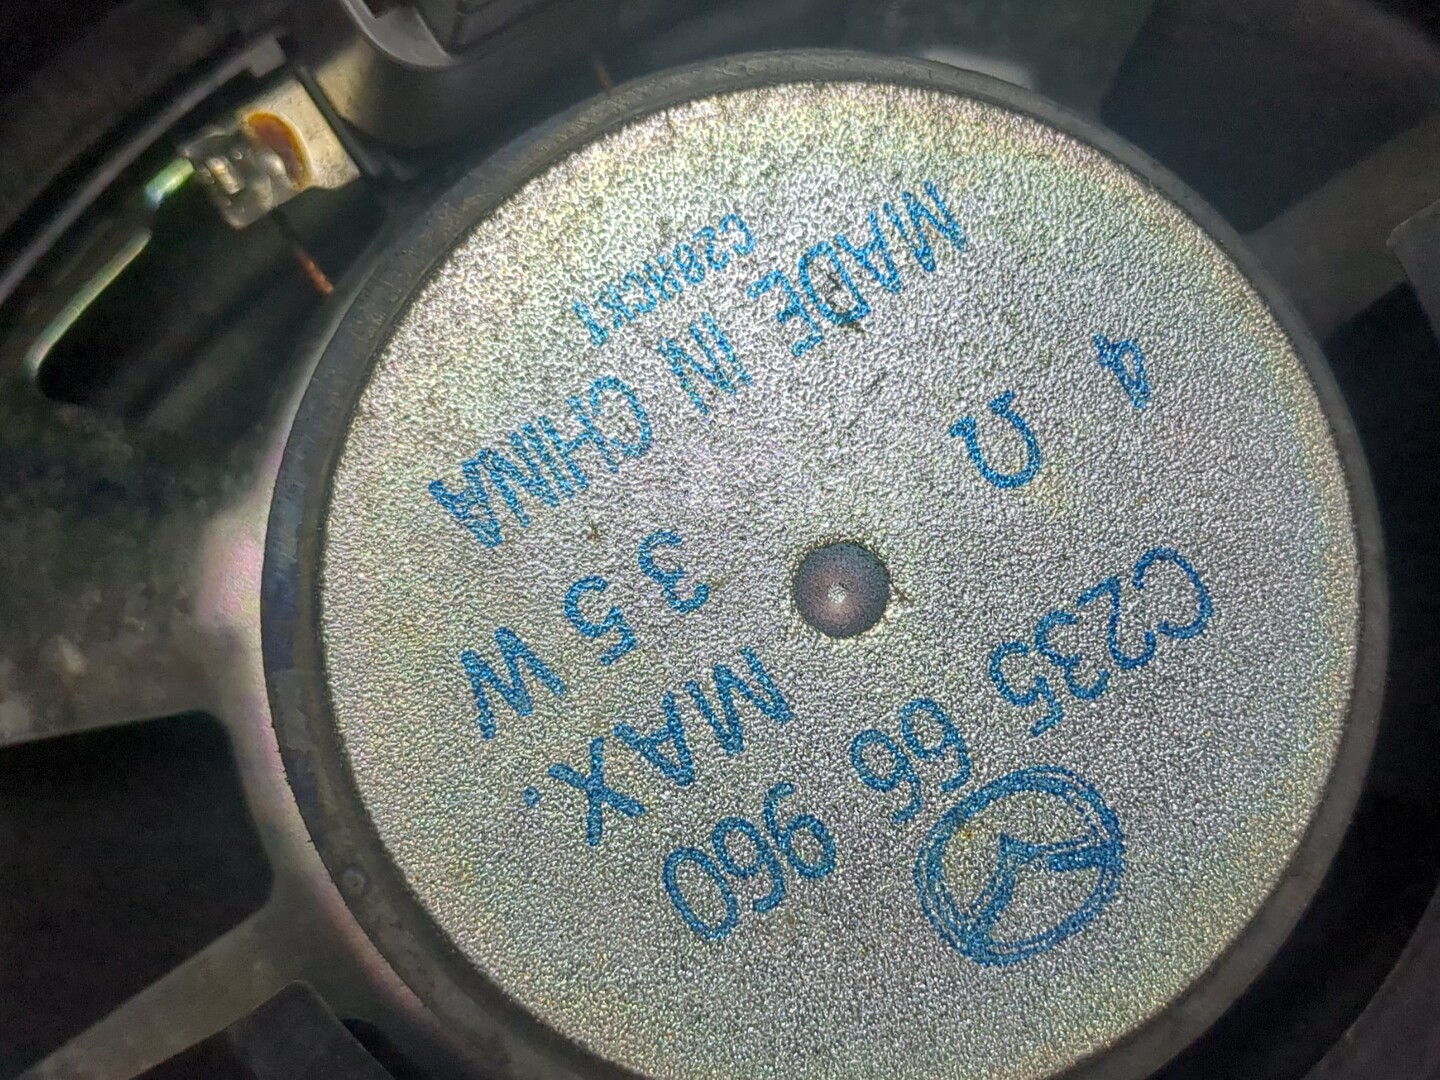 C235 66 960
MAX.
4 Ω 35 W
MADE IN CHINA